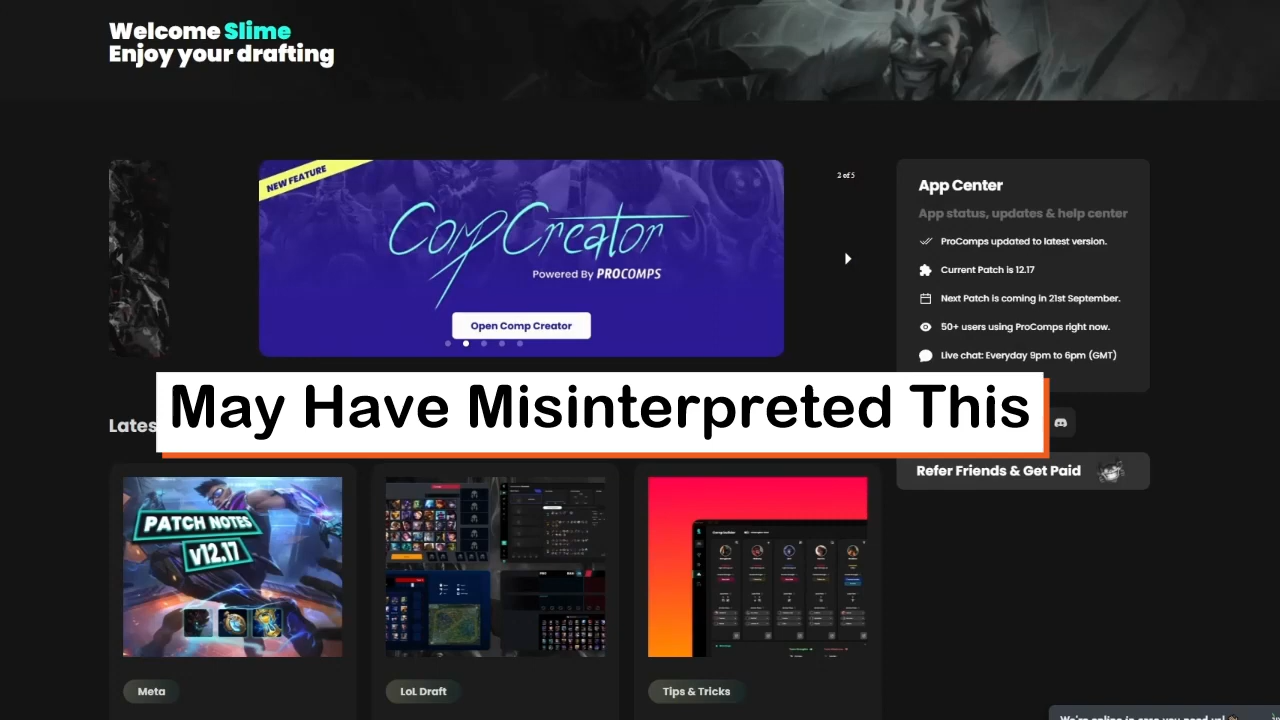 Welcome Slime
Enjoy your drafting
NEW FEATURE
CompCreator
Powered By PROCOMPS
Open Comp Creator
2 of 5
App Center
App status, updates & help center
ProComps updated to latest version.
Current Patch is 12.17
Next Patch is coming in 21st September.
50+ users using ProComps right now.
Live chat: Everyday 9pm to 6pm (GMT)
May Have Misinterpreted This
Refer Friends & Get Paid
PATCH NOTES
v12.17
Meta
LoL Draft
Tips & Tricks